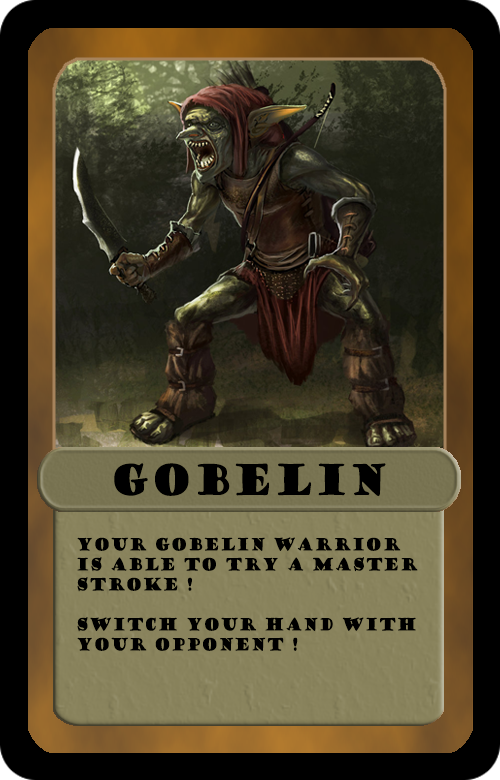 GOBELIN
YOUR GOBELIN WARRIOR
IS ABLE TO TRY A MASTER
STROKE !
SWITCH YOUR HAND WITH
YOUR OPPONENT !